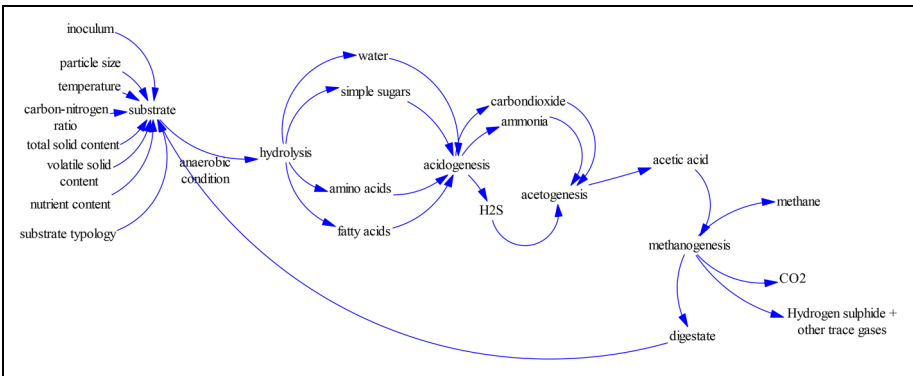 inoculum
particle size
temperature
carbon-nitrogen
ratio
total solid content
volatile solid
content
nutrient content
substrate typology
substrate
anaerobic
condition
hydrolysis
water
simple sugars
amino acids
fatty acids
acidogenesis
carbondioxide
ammonia
H2S
acetogenesis
acetic acid
methanogenesis
methane
CO2
Hydrogen sulphide +
other trace gases
digestate